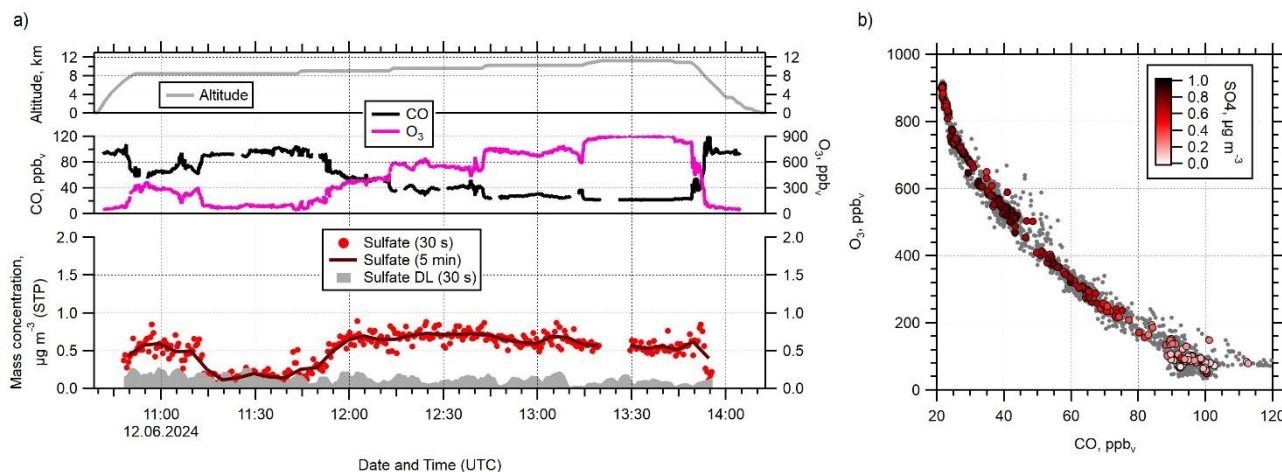 a)
Altitude, km
12
8
4
0
12
8
4
0
Altitude
CO
O₃
CO, ppbᵥ
120
80
40
0
900
600
300
0
O₃, ppbᵥ
Mass concentration,
µg m⁻³ (STP)
2.0
1.5
1.0
0.5
0.0
2.0
1.5
1.0
0.5
0.0
Sulfate (30 s)
Sulfate (5 min)
Sulfate DL (30 s)
11:00 11:30 12:00 12:30 13:00 13:30 14:00
12.06.2024
Date and Time (UTC)
b)
O₃, ppbᵥ
1000
800
600
400
200
0
1.0
0.8
0.6
0.4
0.2
0.0
SO4, µg m⁻³
20 40 60 80 100 120
CO, ppbᵥ